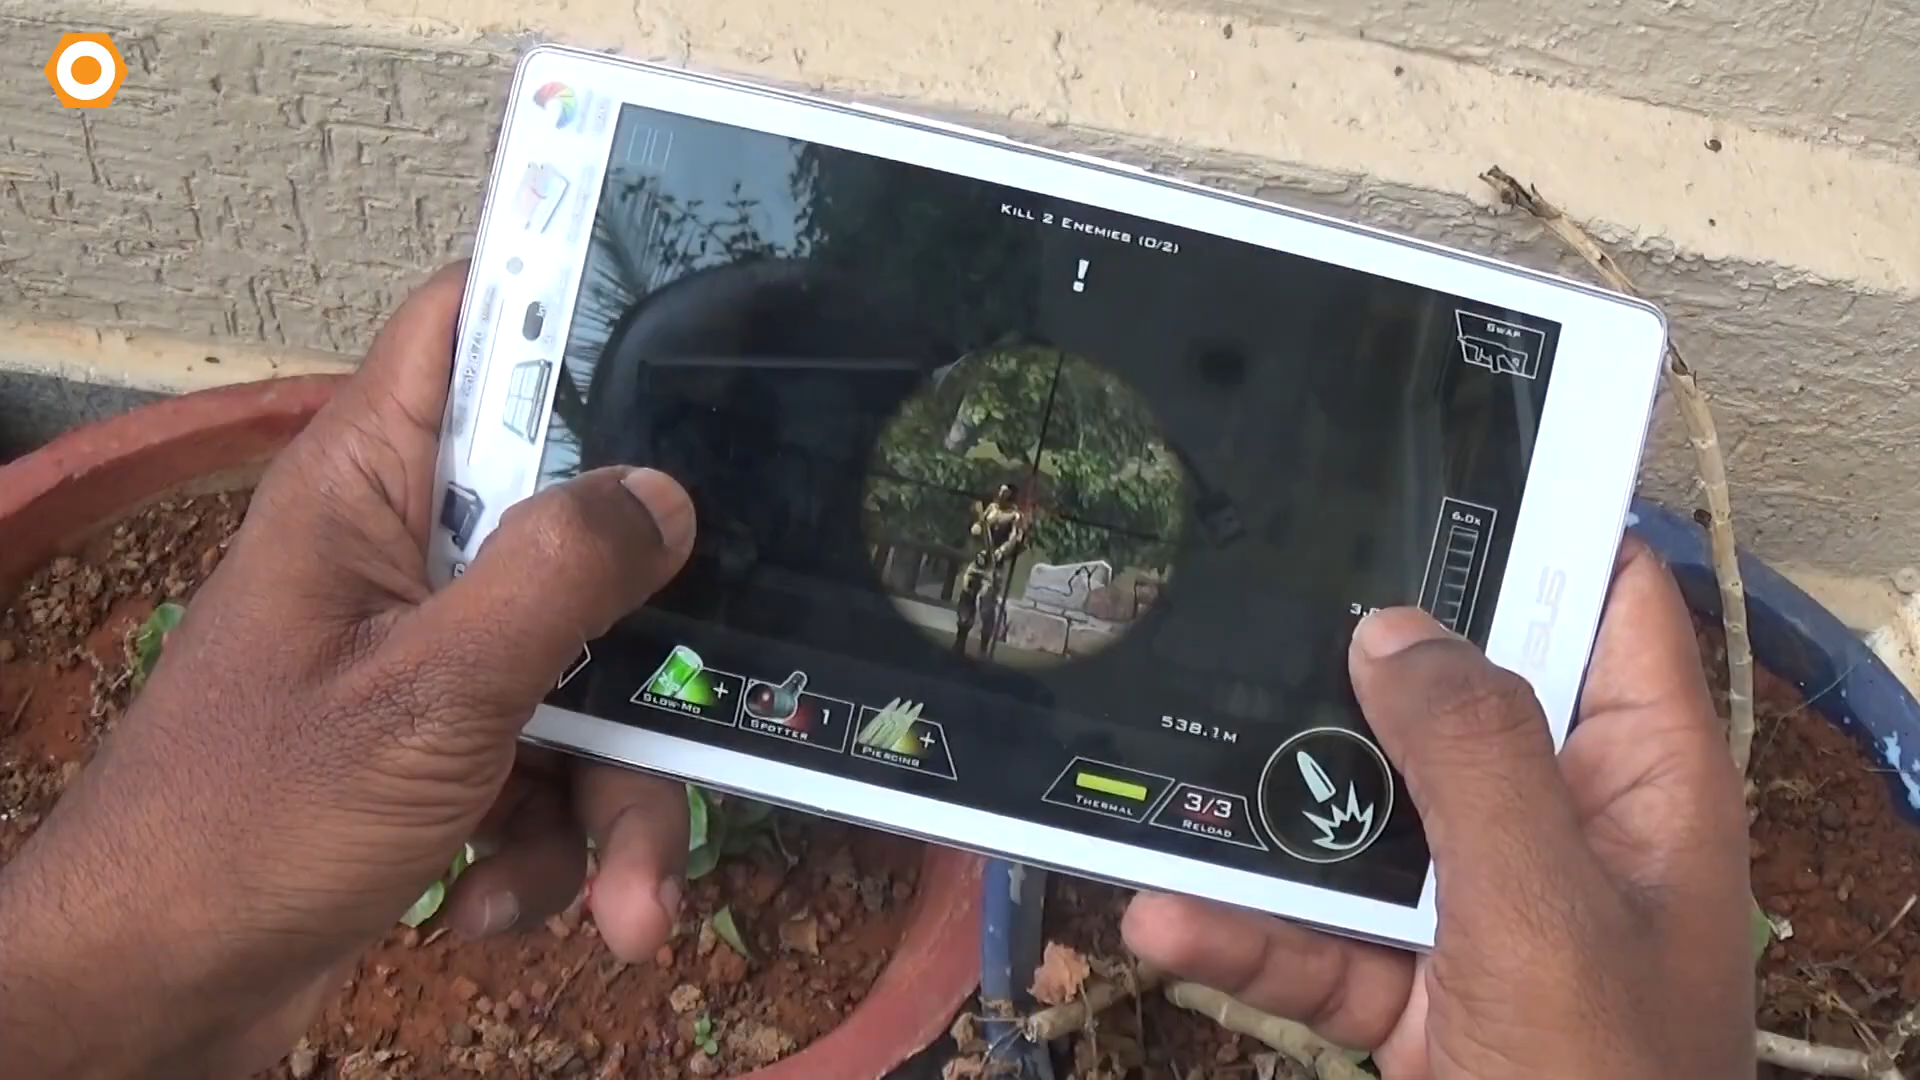 KILL 2 ENEMIES (0/2)
!
SWAP
6.0X
538.1M
SLOW-MO
+
SPOTTER
1
PIERCING
+
THERMAL
3/3
RELOAD
ASUS